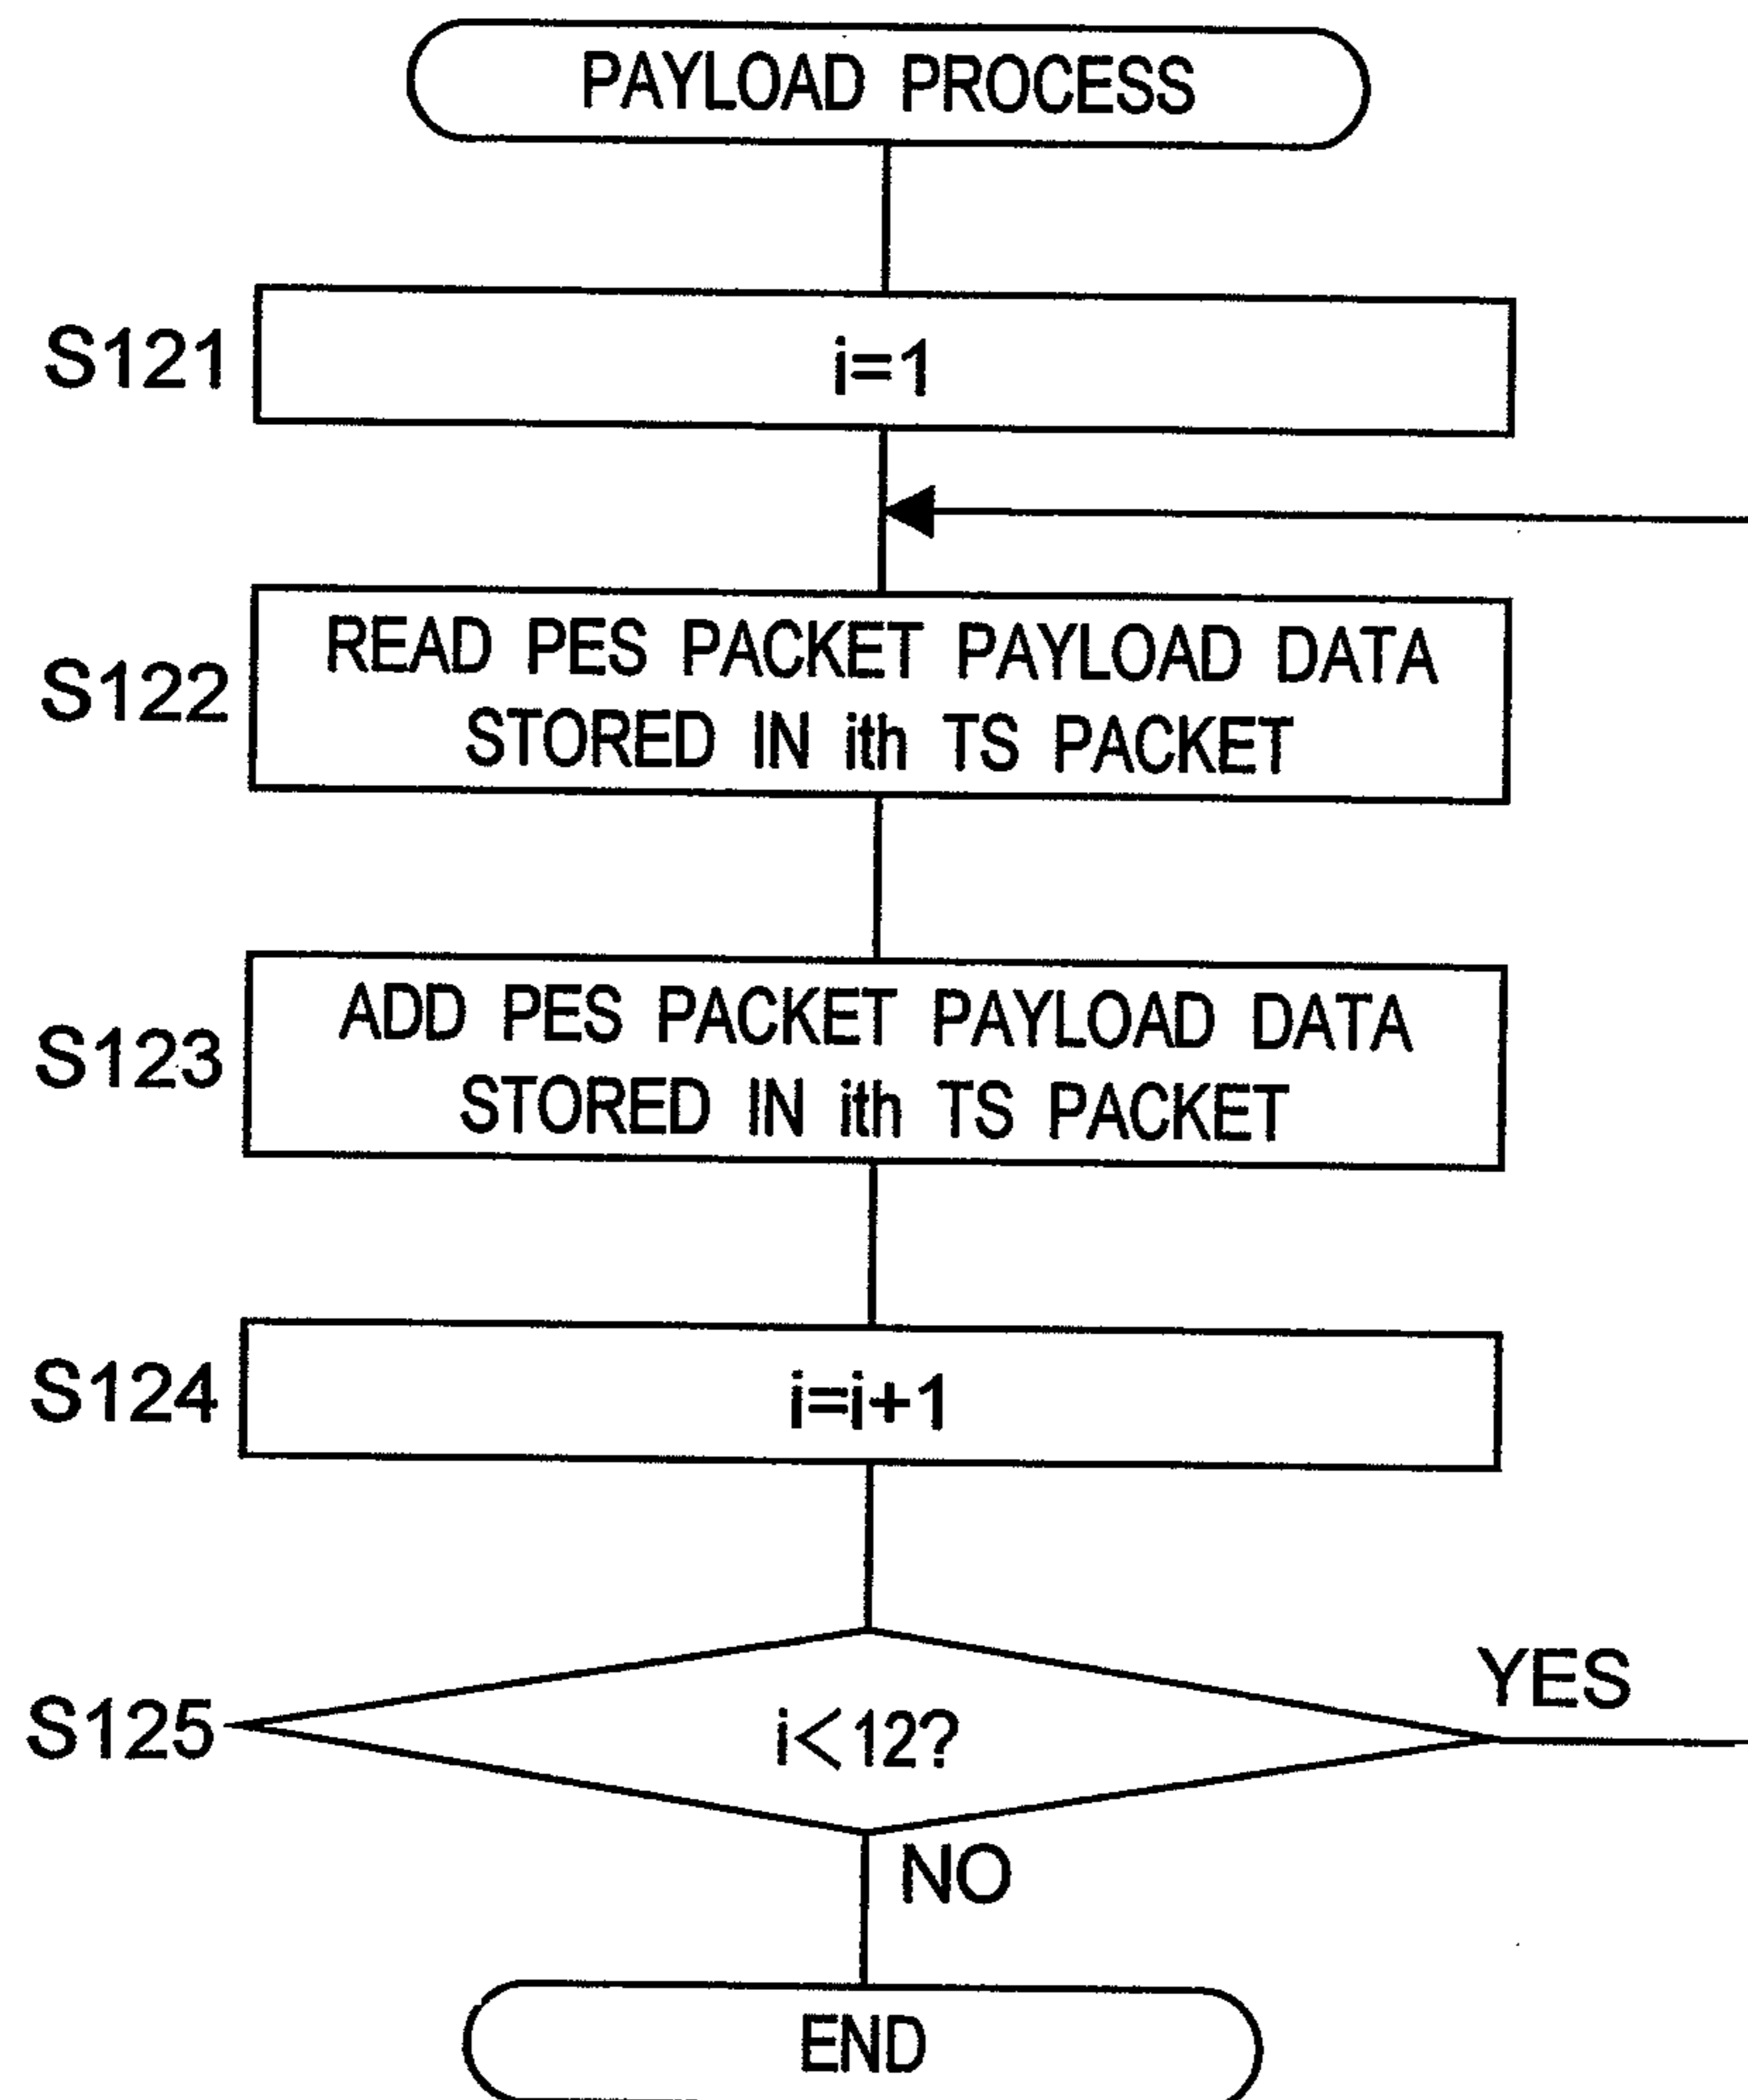 PAYLOAD PROCESS
S121
i=1
S122
READ PES PACKET PAYLOAD DATA
STORED IN ith TS PACKET
S123
ADD PES PACKET PAYLOAD DATA
STORED IN ith TS PACKET
S124
i=i+1
S125
i<12?
YES
NO
END